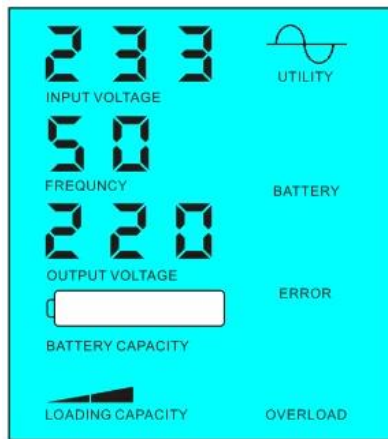 233
UTILITY
INPUT VOLTAGE
50
FREQUNCY
BATTERY
220
OUTPUT VOLTAGE
ERROR
BATTERY CAPACITY
LOADING CAPACITY
OVERLOAD